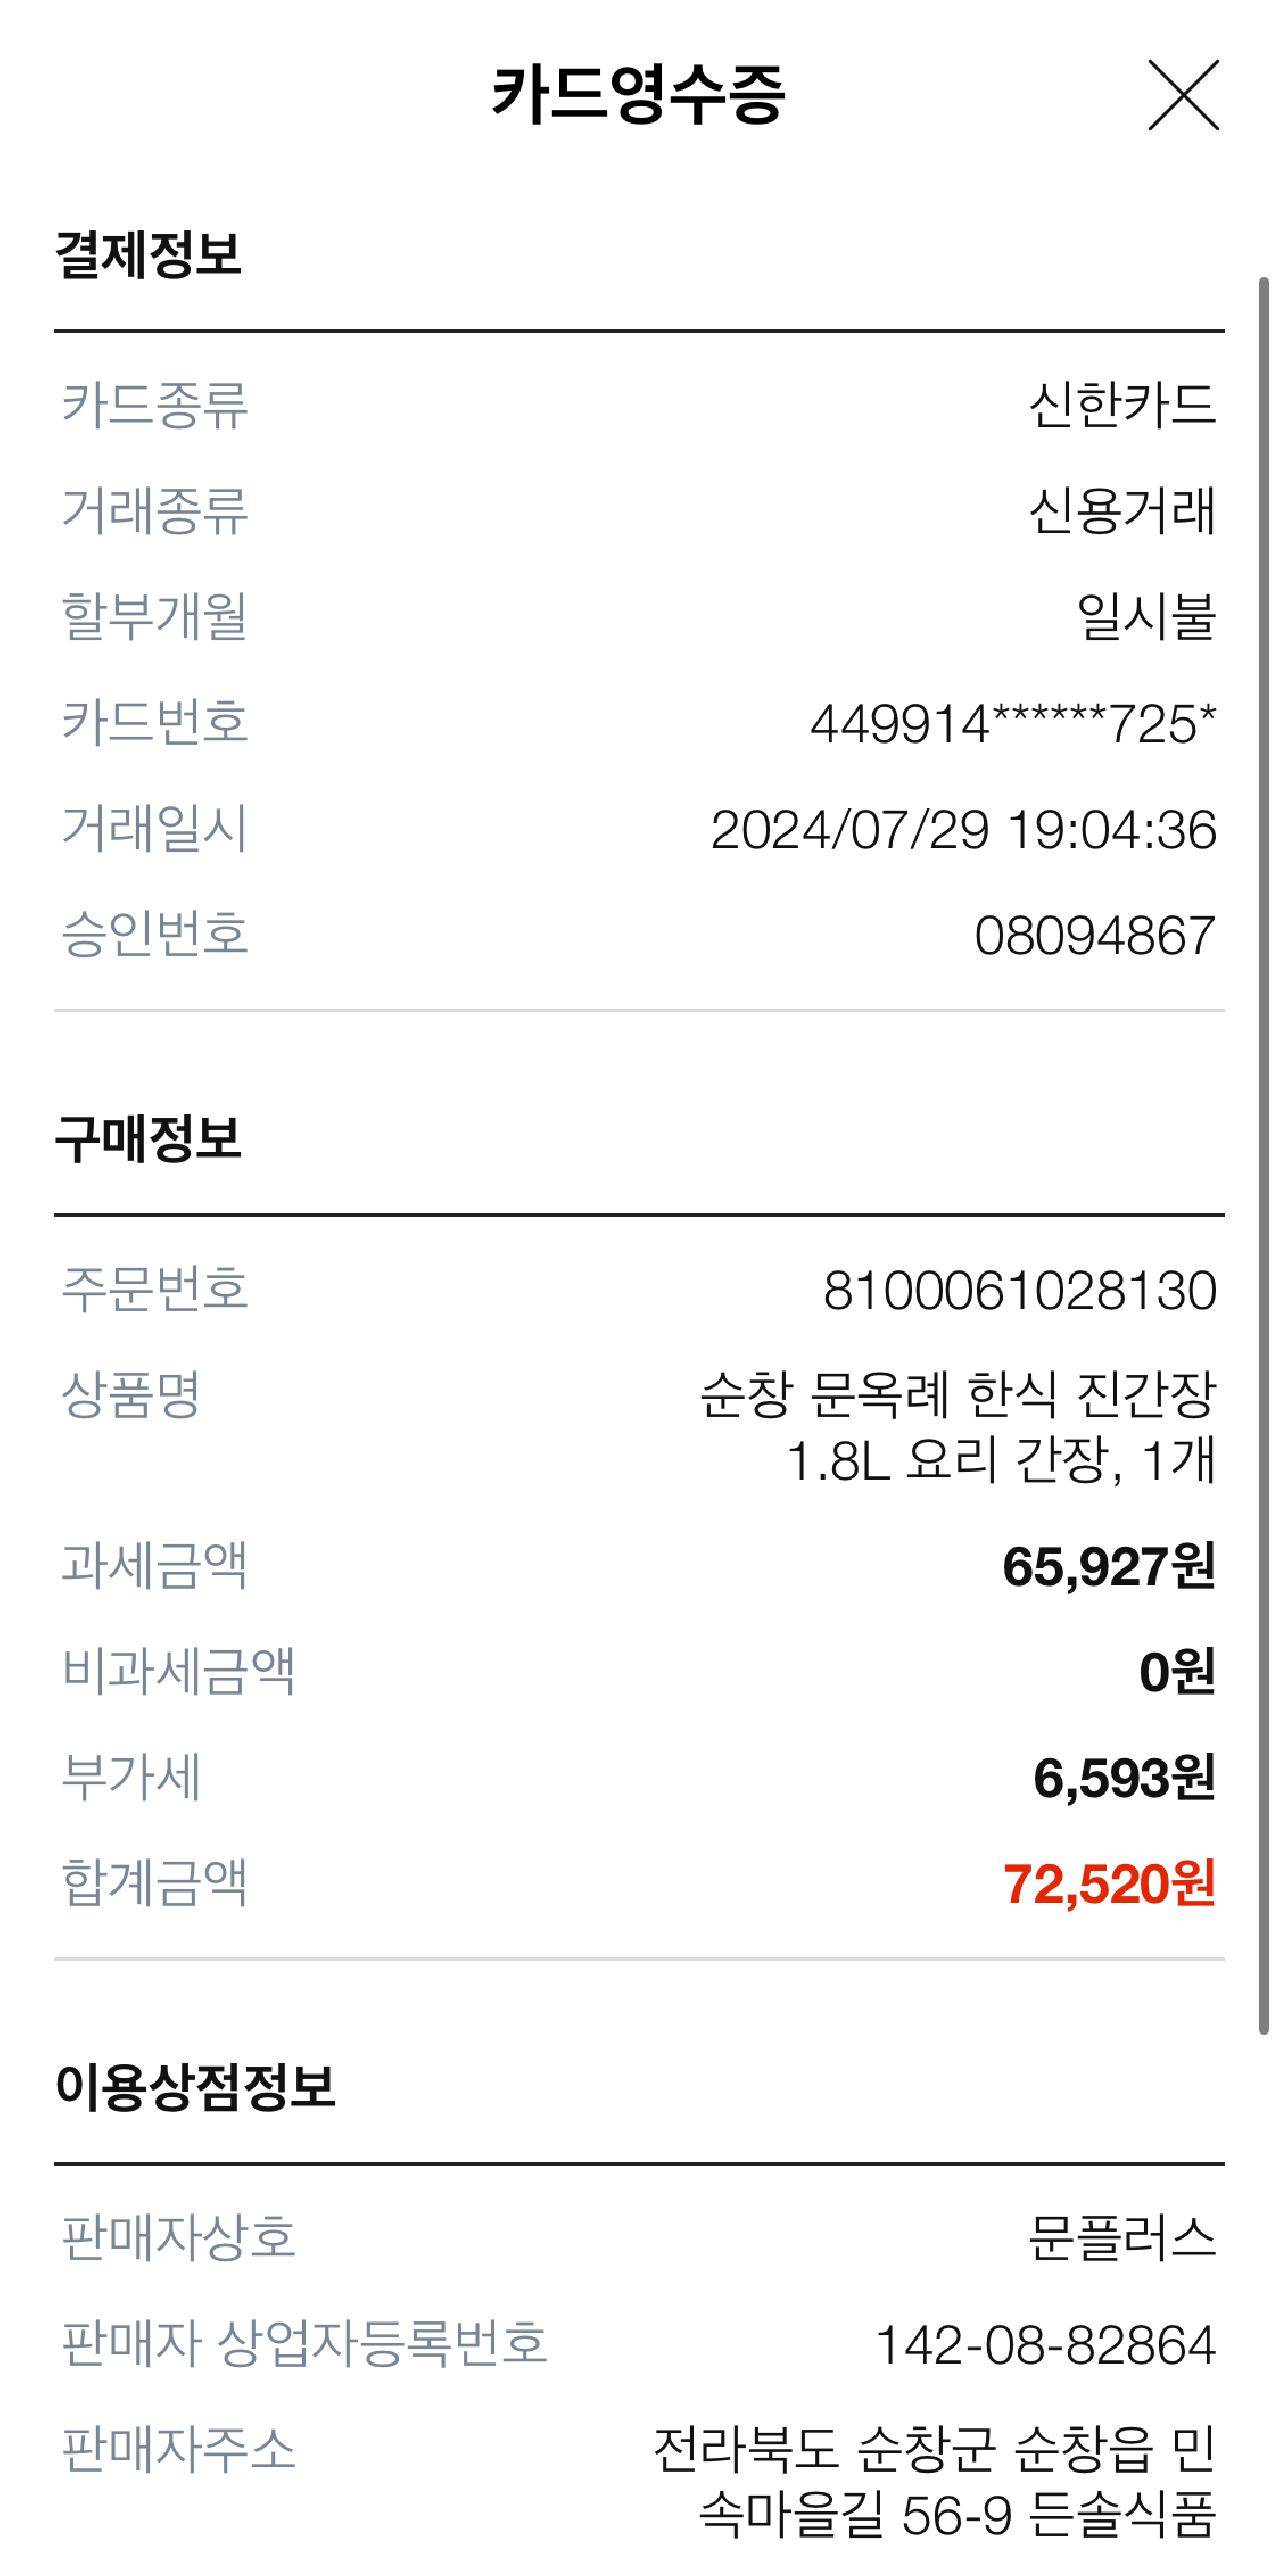 카드영수증
결제정보
카드종류 신한카드
거래종류 신용거래
할부개월 일시불
카드번호 449914******725*
거래일시 2024/07/29 19:04:36
승인번호 08094867
구매정보
주문번호 8100061028130
상품명 순창 문옥례 한식 진간장
1.8L 요리 간장, 1개
과세금액 65,927원
비과세금액 0원
부가세 6,593원
합계금액 72,520원
이용상점정보
판매자상호 문플러스
판매자 상업자등록번호 142-08-82864
판매자주소 전라북도 순창군 순창읍 민
속마을길 56-9 든솔식품